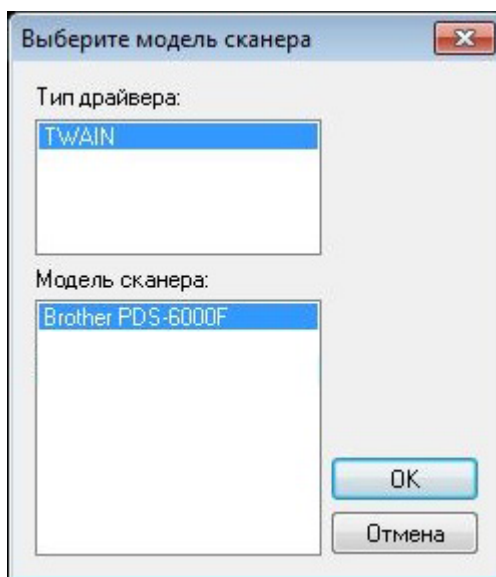 Выберите модель сканера
Тип драйвера:
TWAIN
Модель сканера:
Brother PDS-6000F
OK
Отмена